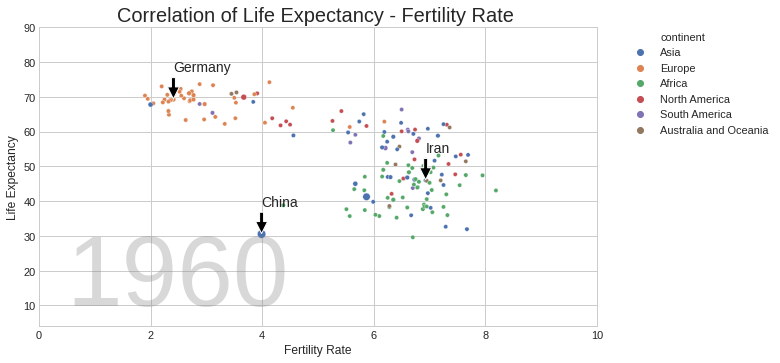 Correlation of Life Expectancy - Fertility Rate
90
80
70
60
50
40
30
20
10
Life Expectancy
Germany
Iran
China
1960
0 2 4 6 8 10
Fertility Rate
continent
Asia
Europe
Africa
North America
South America
Australia and Oceania